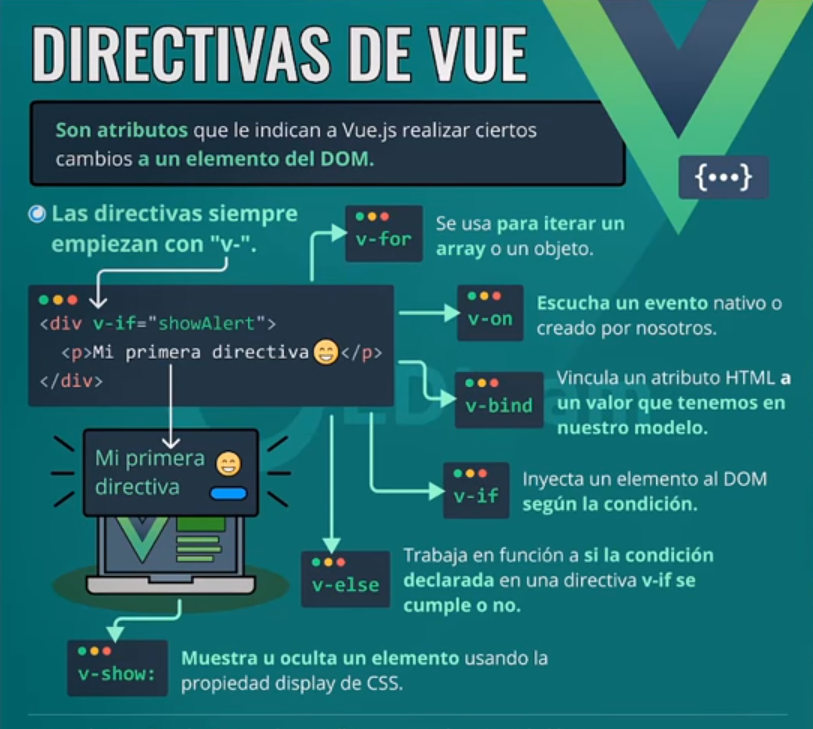 DIRECTIVAS DE VUE
Son atributos que le indican a Vue.js realizar ciertos
cambios a un elemento del DOM.
{•••}
Las directivas siempre
empiezan con "v-".
v-for
Se usa para iterar un
array o un objeto.
<div v-if="showAlert">
<p>Mi primera directiva😁</p>
</div>
v-on
Escucha un evento nativo o
creado por nosotros.
v-bind
Vincula un atributo HTML a
un valor que tenemos en
nuestro modelo.
Mi primera
directiva
v-if
Inyecta un elemento al DOM
según la condición.
v-else
Trabaja en función a si la condición
declarada en una directiva v-if se
cumple o no.
v-show:
Muestra u oculta un elemento usando la
propiedad display de CSS.